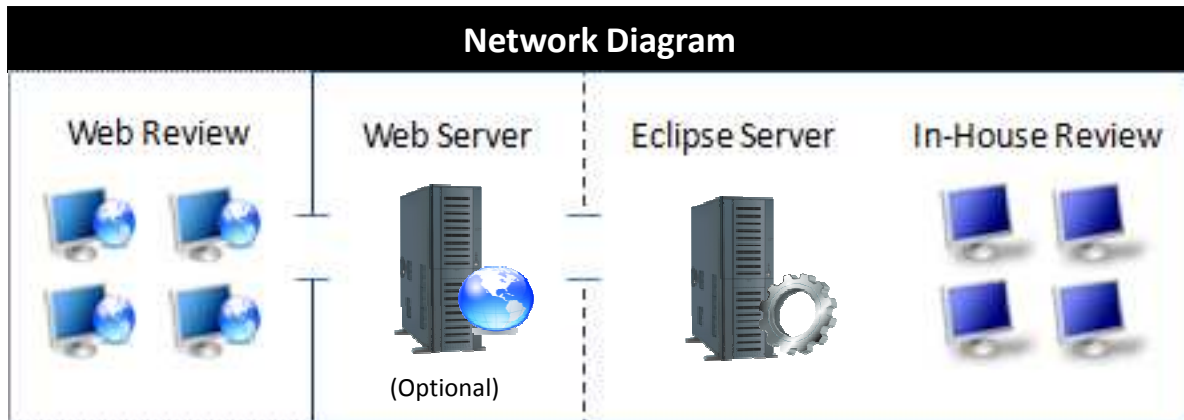 Network Diagram
Web Review
Web Server
Eclipse Server
In-House Review
(Optional)